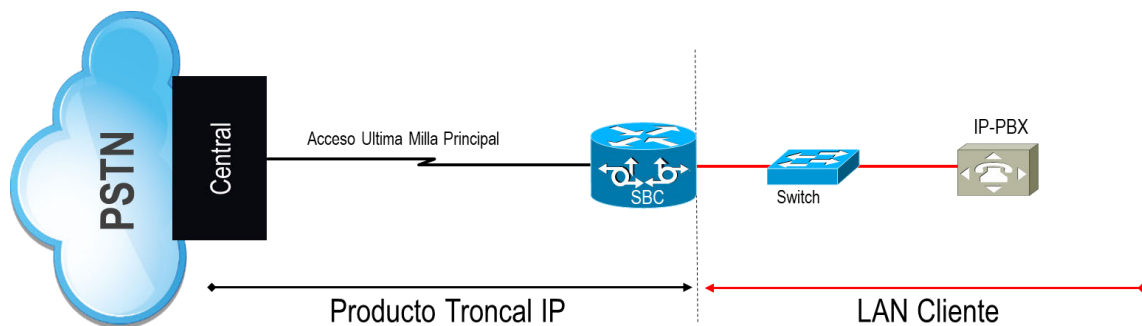 PSTN
Central
Acceso Ultima Milla Principal
SBC
Switch
IP-PBX
Producto Troncal IP
LAN Cliente